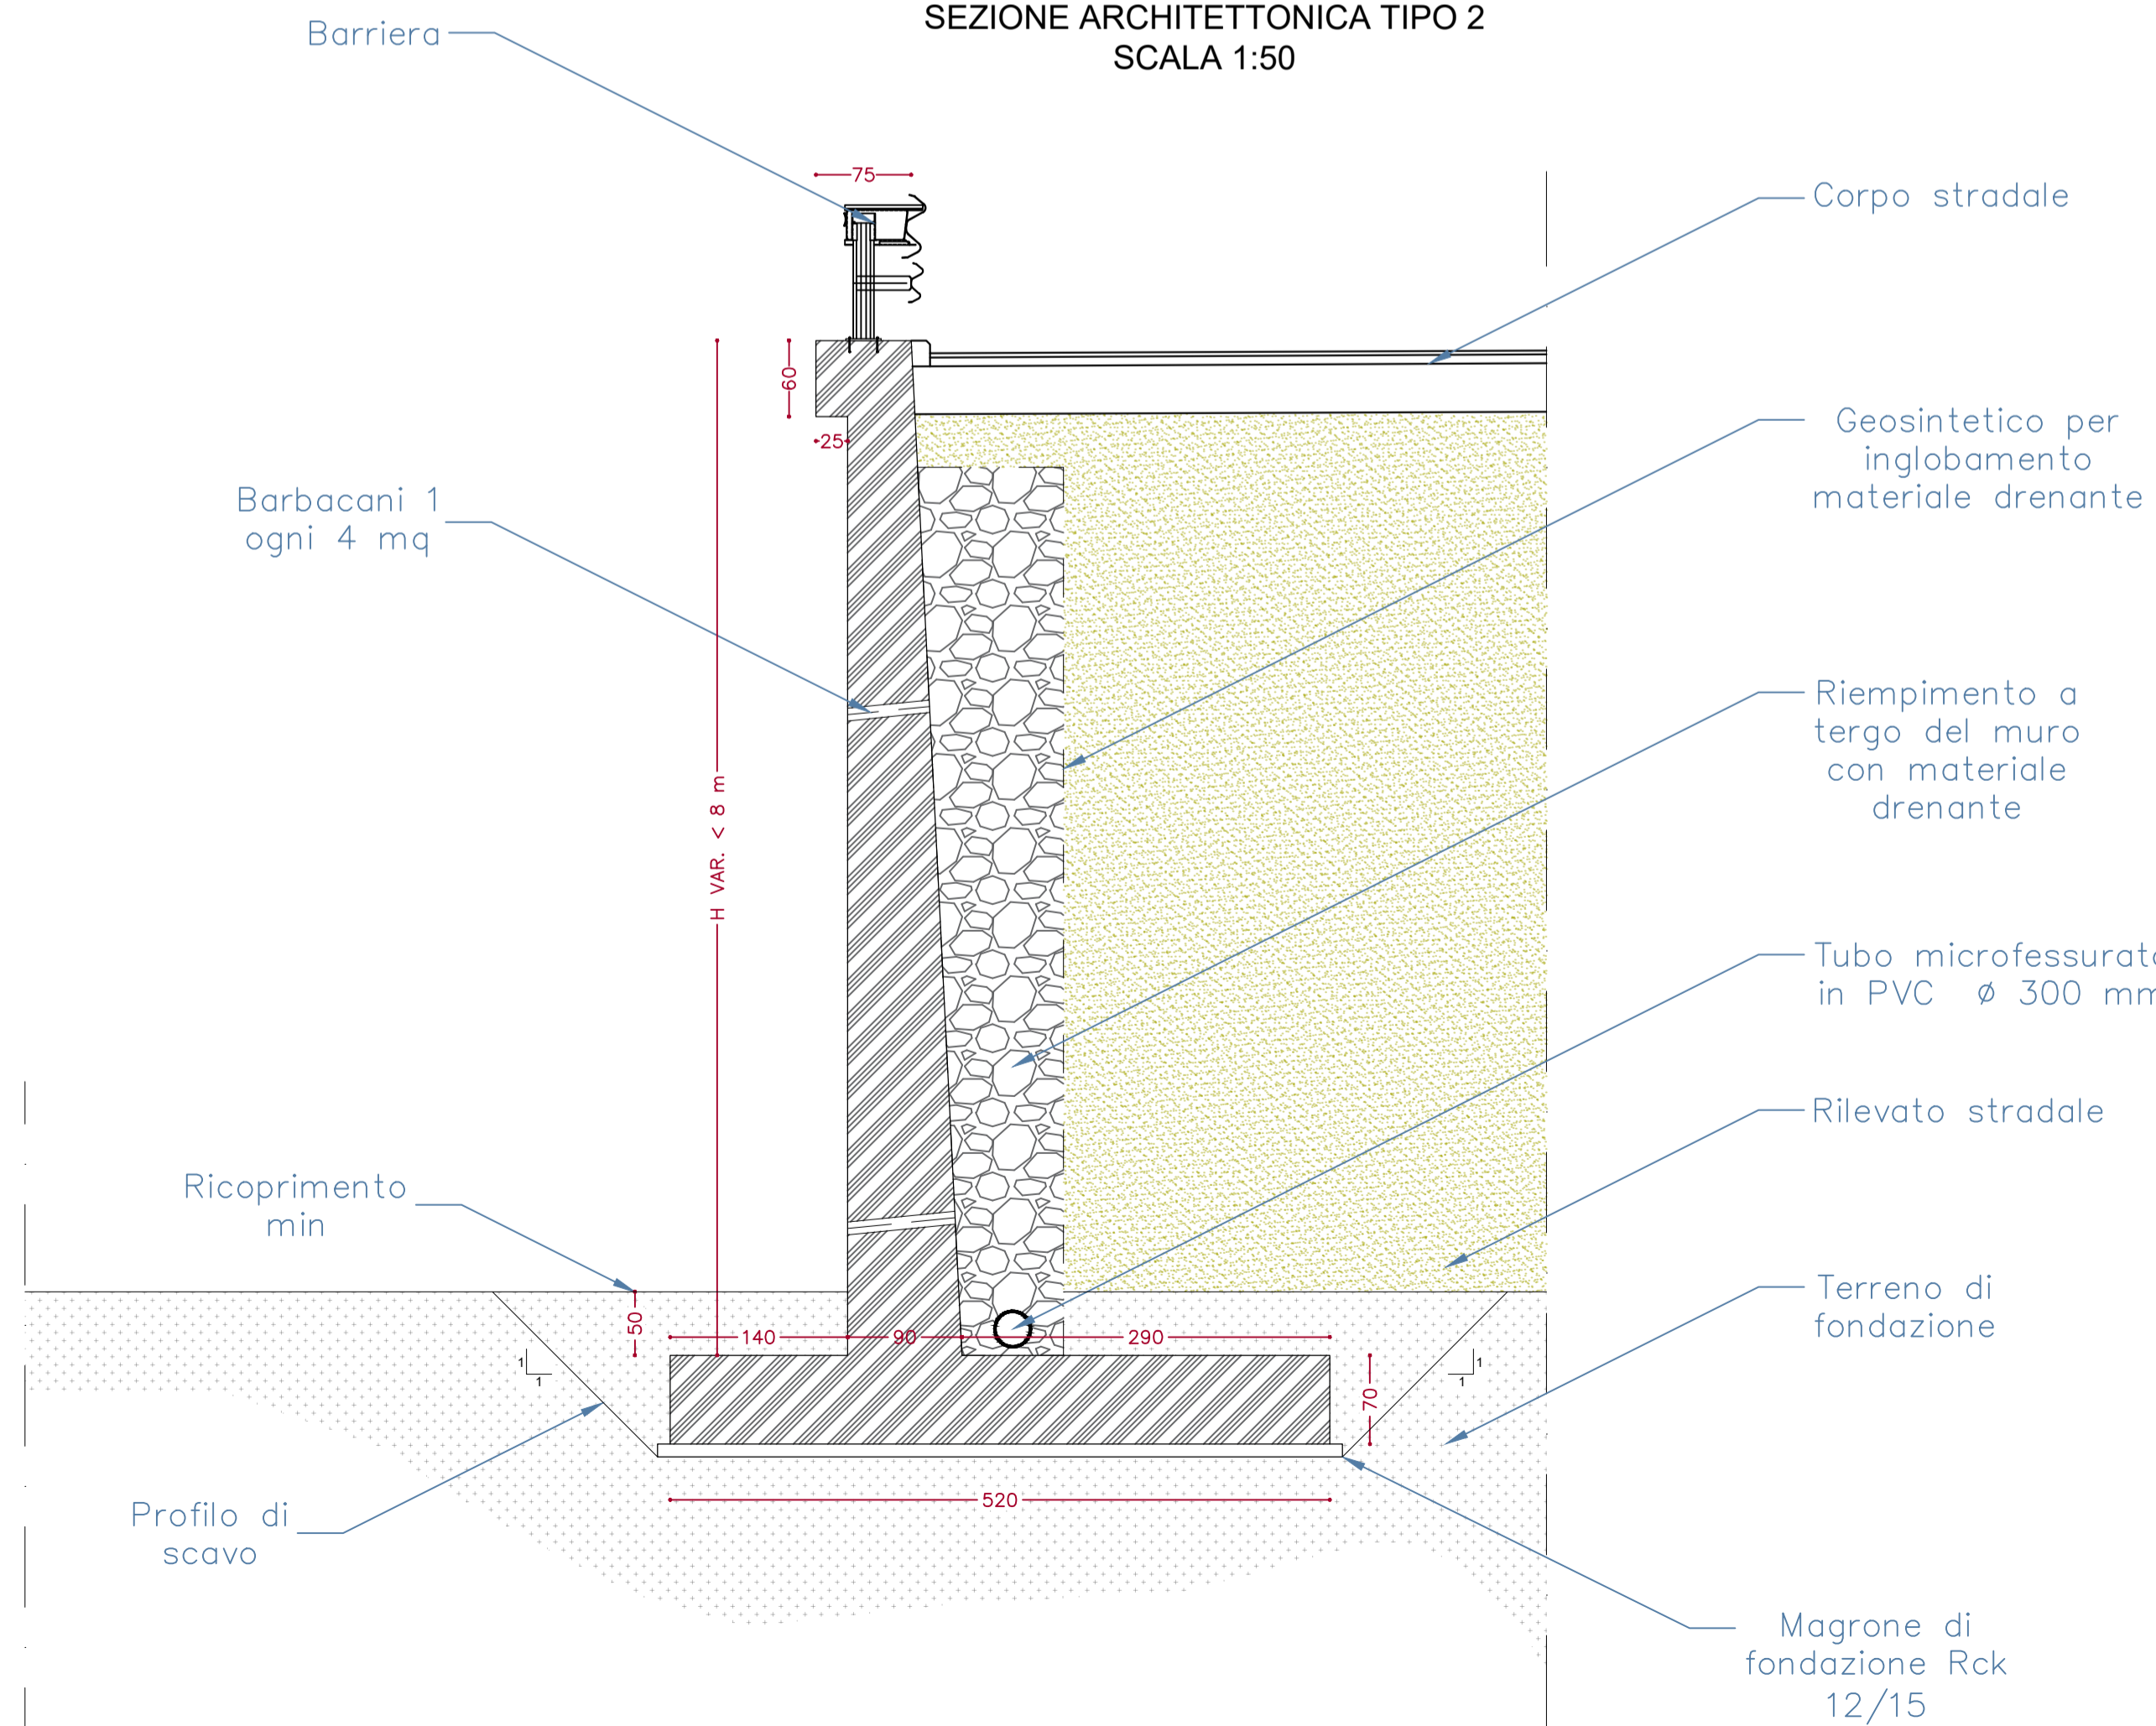 SEZIONE ARCHITETTONICA TIPO 2
SCALA 1:50
Barriera
75
Corpo stradale
60
25
Geosintetico per
inglobamento
materiale drenante
Barbacani 1
ogni 4 mq
H VAR. < 8 m
Riempimento a
tergo del muro
con materiale
drenante
Tubo microfessurato
in PVC Ø 300 mm
Rilevato stradale
Ricoprimento
min
Terreno di
fondazione
50
140
90
290
1
1
1
1
70
520
Profilo di
scavo
Magrone di
fondazione Rck
12/15